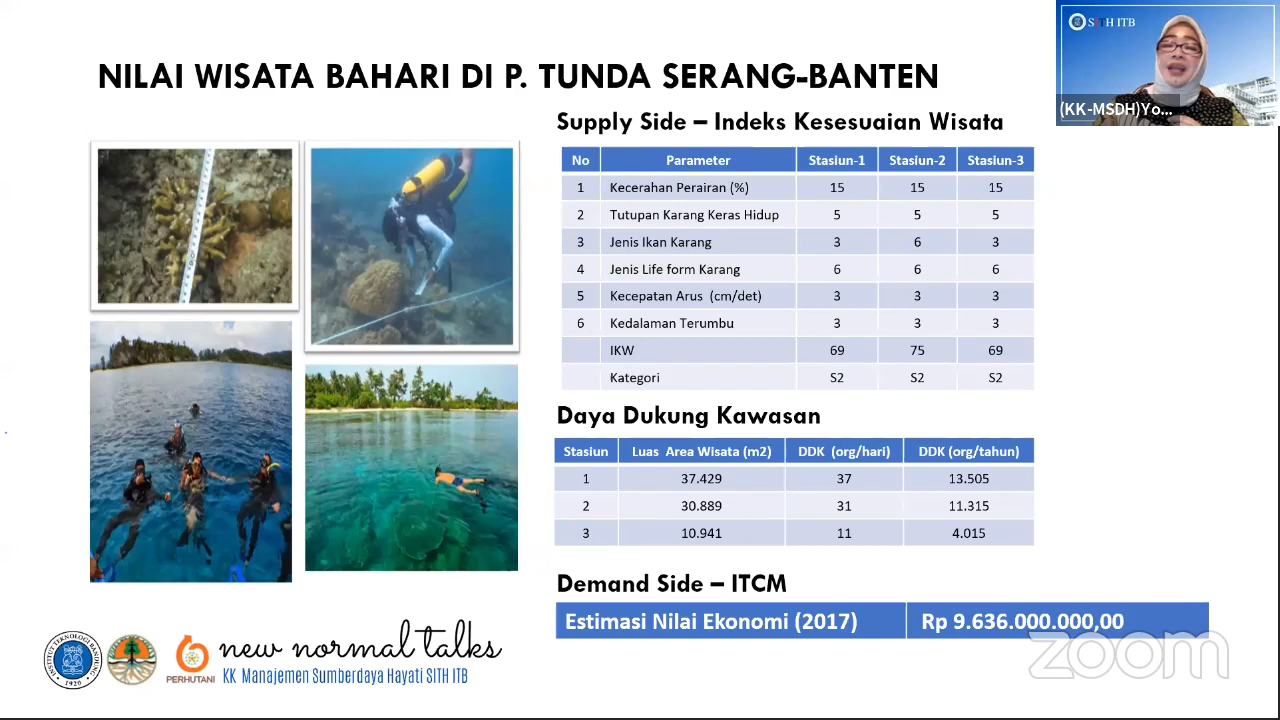 NILAI WISATA BAHARI DI P. TUNDA SERANG-BANTEN
SITH ITB
(KK-MSDH)Yo...
Supply Side – Indeks Kesesuaian Wisata
No Parameter Stasiun-1 Stasiun-2 Stasiun-3
1 Kecerahan Perairan (%) 15 15 15
2 Tutupan Karang Keras Hidup 5 5 5
3 Jenis Ikan Karang 3 6 3
4 Jenis Life form Karang 6 6 6
5 Kecepatan Arus (cm/det) 3 3 3
6 Kedalaman Terumbu 3 3 3
IKW 69 75 69
Kategori S2 S2 S2
Daya Dukung Kawasan
Stasiun Luas Area Wisata (m2) DDK (org/hari) DDK (org/tahun)
1 37.429 37 13.505
2 30.889 31 11.315
3 10.941 11 4.015
Demand Side – ITCM
Estimasi Nilai Ekonomi (2017) Rp 9.636.000.000,00
INSTITUT TEKNOLOGI BANDUNG
1920
PERHUTANI
new normal talks
KK Manajemen Sumberdaya Hayati SITH ITB
zoom